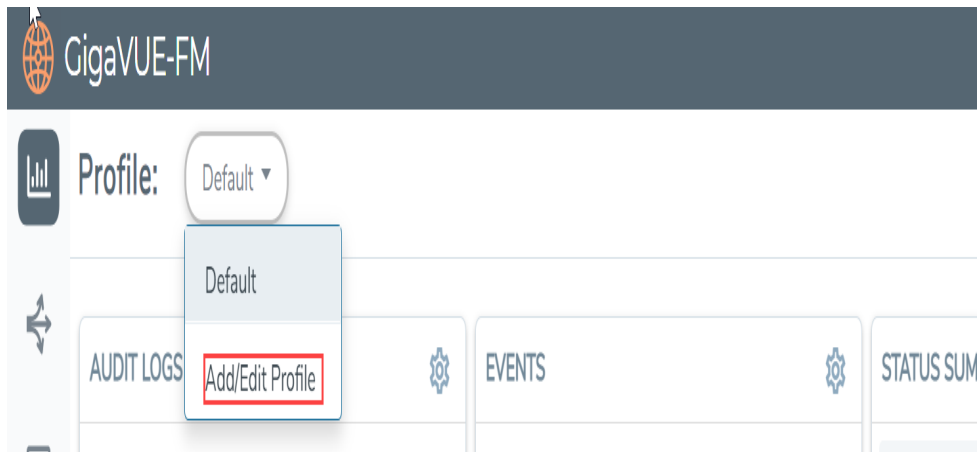 GigaVUE-FM
Profile:
Default
Default
Add/Edit Profile
AUDIT LOGS
EVENTS
STATUS SUM